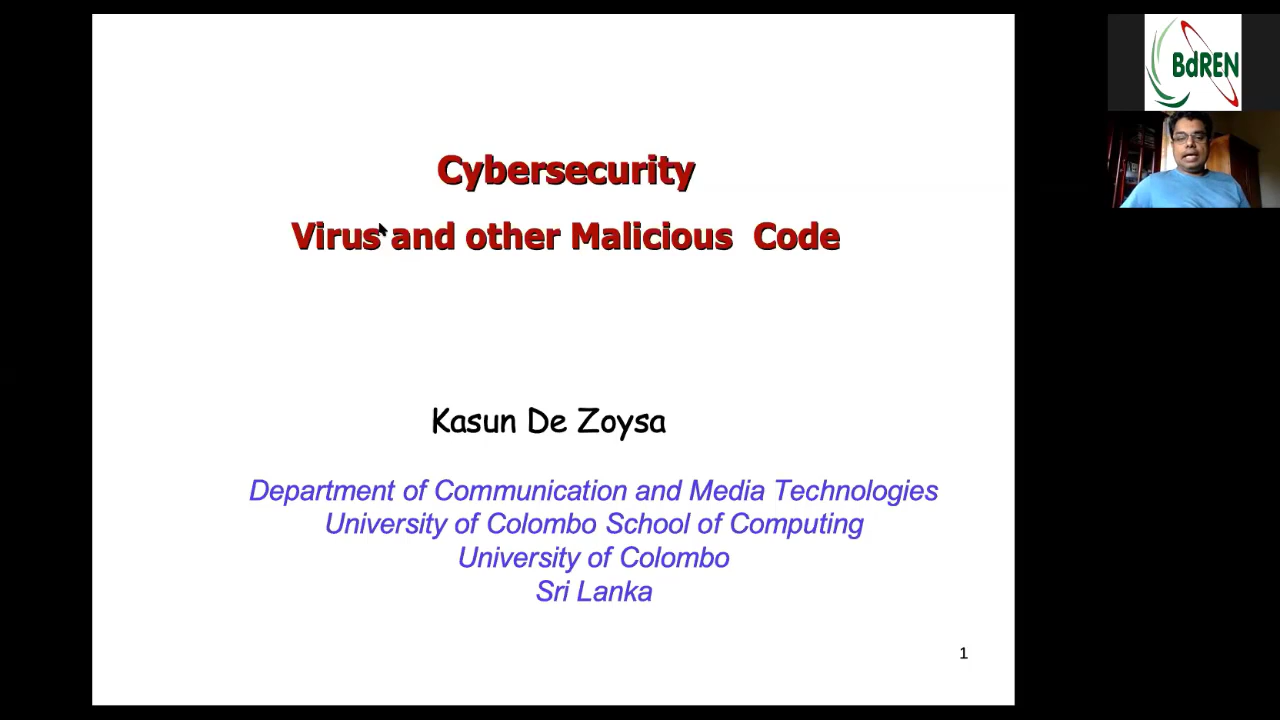 Cybersecurity
Virus and other Malicious Code
Kasun De Zoysa
Department of Communication and Media Technologies
University of Colombo School of Computing
University of Colombo
Sri Lanka
1
BdREN